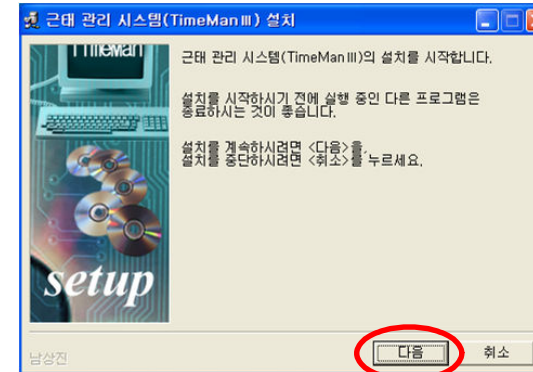 근태 관리 시스템(TimeManⅢ) 설치
TimeMan
근태 관리 시스템(TimeManⅢ)의 설치를 시작합니다.
설치를 시작하시기 전에 실행 중인 다른 프로그램은
종료하시는 것이 좋습니다.
설치를 계속하시려면 <다음>을,
설치를 중단하시려면 <취소>를 누르세요.
setup
남상진
다음
취소